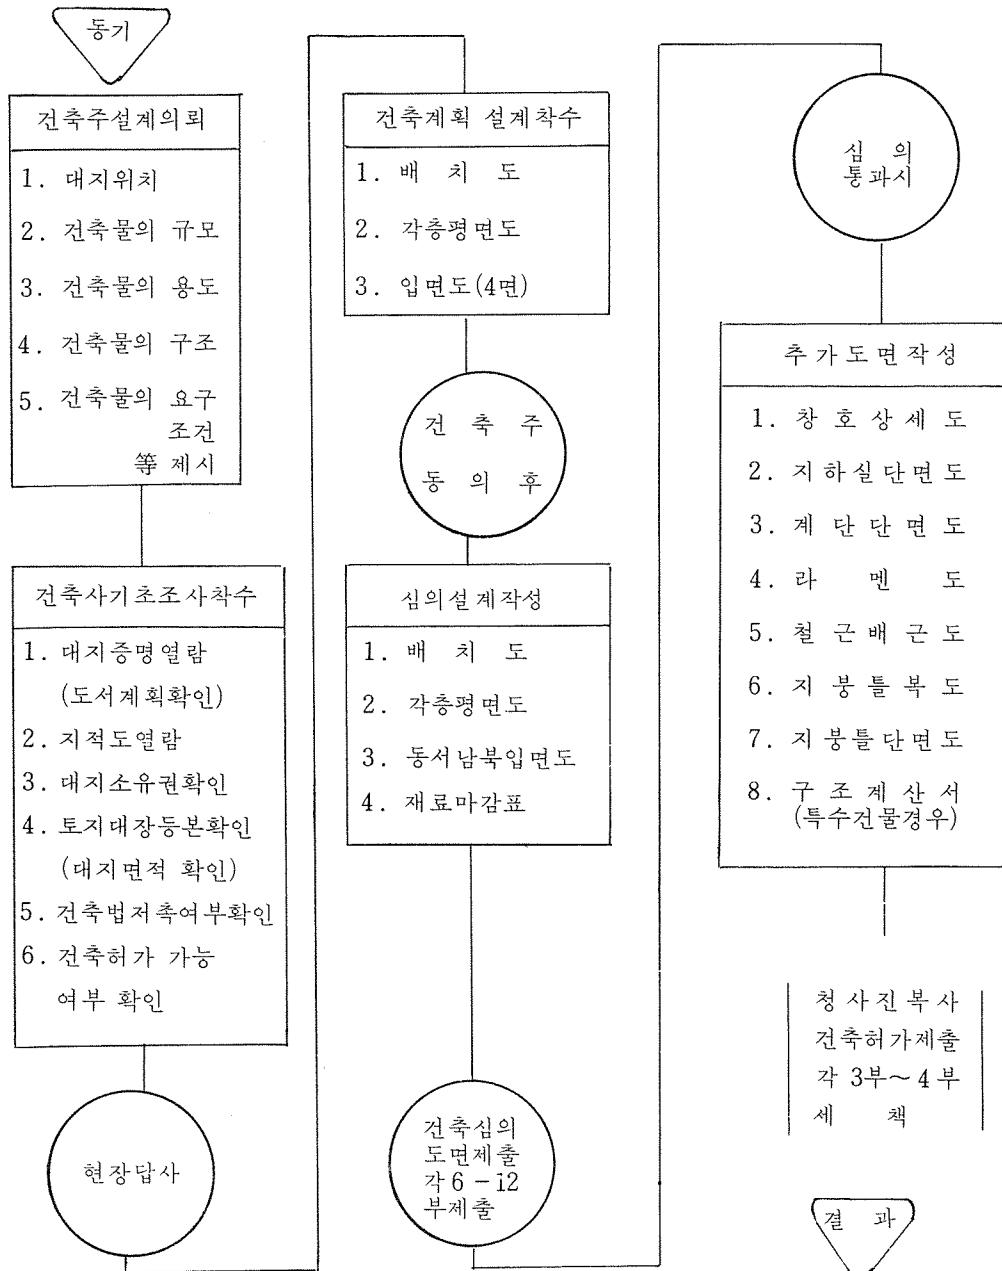 동기
건축주설계의뢰
1. 대지위치
2. 건축물의 규모
3. 건축물의 용도
4. 건축물의 구조
5. 건축물의 요구
조건
等 제시
건축사기초조사착수
1. 대지증명열람
(도서계획확인)
2. 지적도열람
3. 대지소유권확인
4. 토지대장등본확인
(대지면적 확인)
5. 건축법저촉여부확인
6. 건축허가 가능
여부 확인
현장답사
건축계획 설계착수
1. 배 치 도
2. 각층평면도
3. 입면도(4면)
건 축 주
동 의 후
심의설계작성
1. 배 치 도
2. 각층평면도
3. 동서남북입면도
4. 재료마감표
건축심의
도면제출
각 6 - 12
부제출
심 의
통과시
추가도면작성
1. 창호상세도
2. 지하실단면도
3. 계단단면도
4. 라 멘 도
5. 철근배근도
6. 지붕틀복도
7. 지붕틀단면도
8. 구조계산서
(특수건물경우)
청사진복사
건축허가제출
각 3부~4부
세 책
결 과